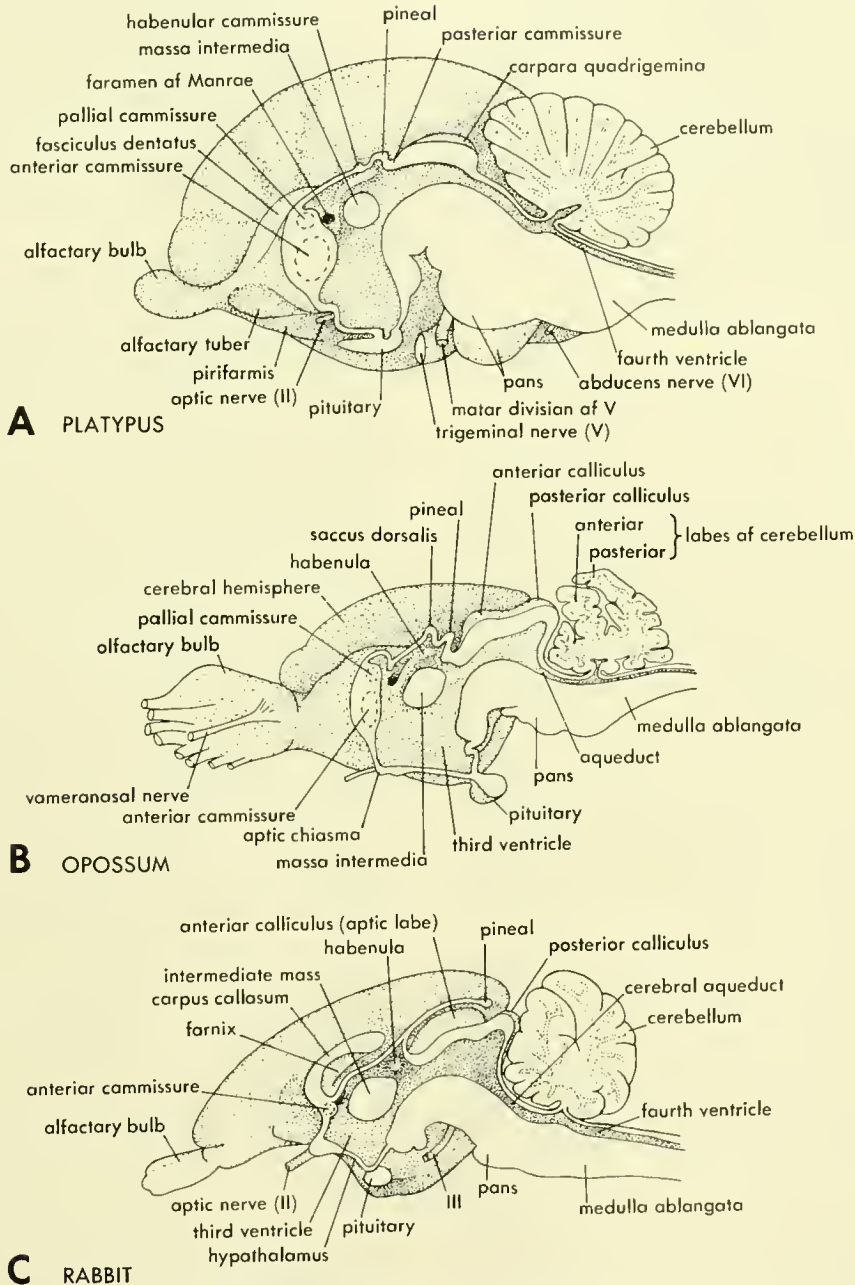 habenular cammissure
pineal
massa intermedia
pasteriar cammissure
faramen af Manrae
carpara quadrigemina
pallial cammissure
cerebellum
fasciculus dentatus
anteriar cammissure
alfactary bulb
medulla ablangata
alfactary tuber
fourth ventricle
pirifarmis
pans
abducens nerve (VI)
aptic nerve (II)
pituitary
matar division af V
trigeminal nerve (V)
A PLATYPUS
anteriar calliculus
pasteriar calliculus
pineal
anteriar
saccus dorsalis
labes af cerebellum
pasteriar
habenula
cerebral hemisphere
pallial cammissure
olfactary bulb
medulla ablangata
aqueduct
pans
vameranasal nerve
pituitary
anteriar cammissure
aptic chiasma
third ventricle
massa intermedia
B OPOSSUM
anteriar calliculus (aptic labe)
pineal
habenula
posteriar calliculus
intermediate mass
cerebral aqueduct
carpus callasum
cerebellum
farnix
anteriar cammissure
fourth ventricle
alfactary bulb
aptic nerve (II)
III
pans
medulla ablangata
third ventricle
pituitary
hypathalamus
C RABBIT